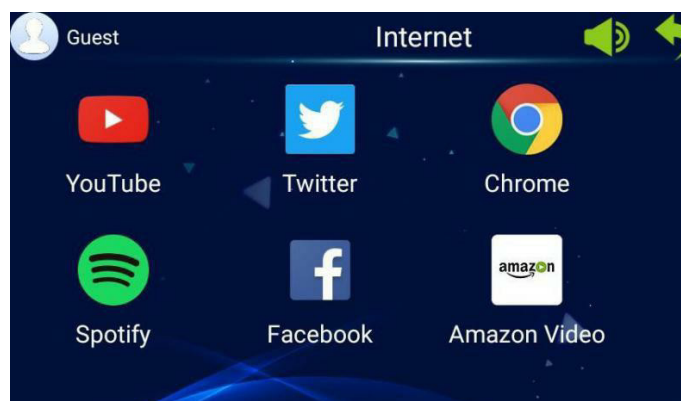 Guest
Internet
YouTube
Twitter
Chrome
amazon
Spotify
Facebook
Amazon Video